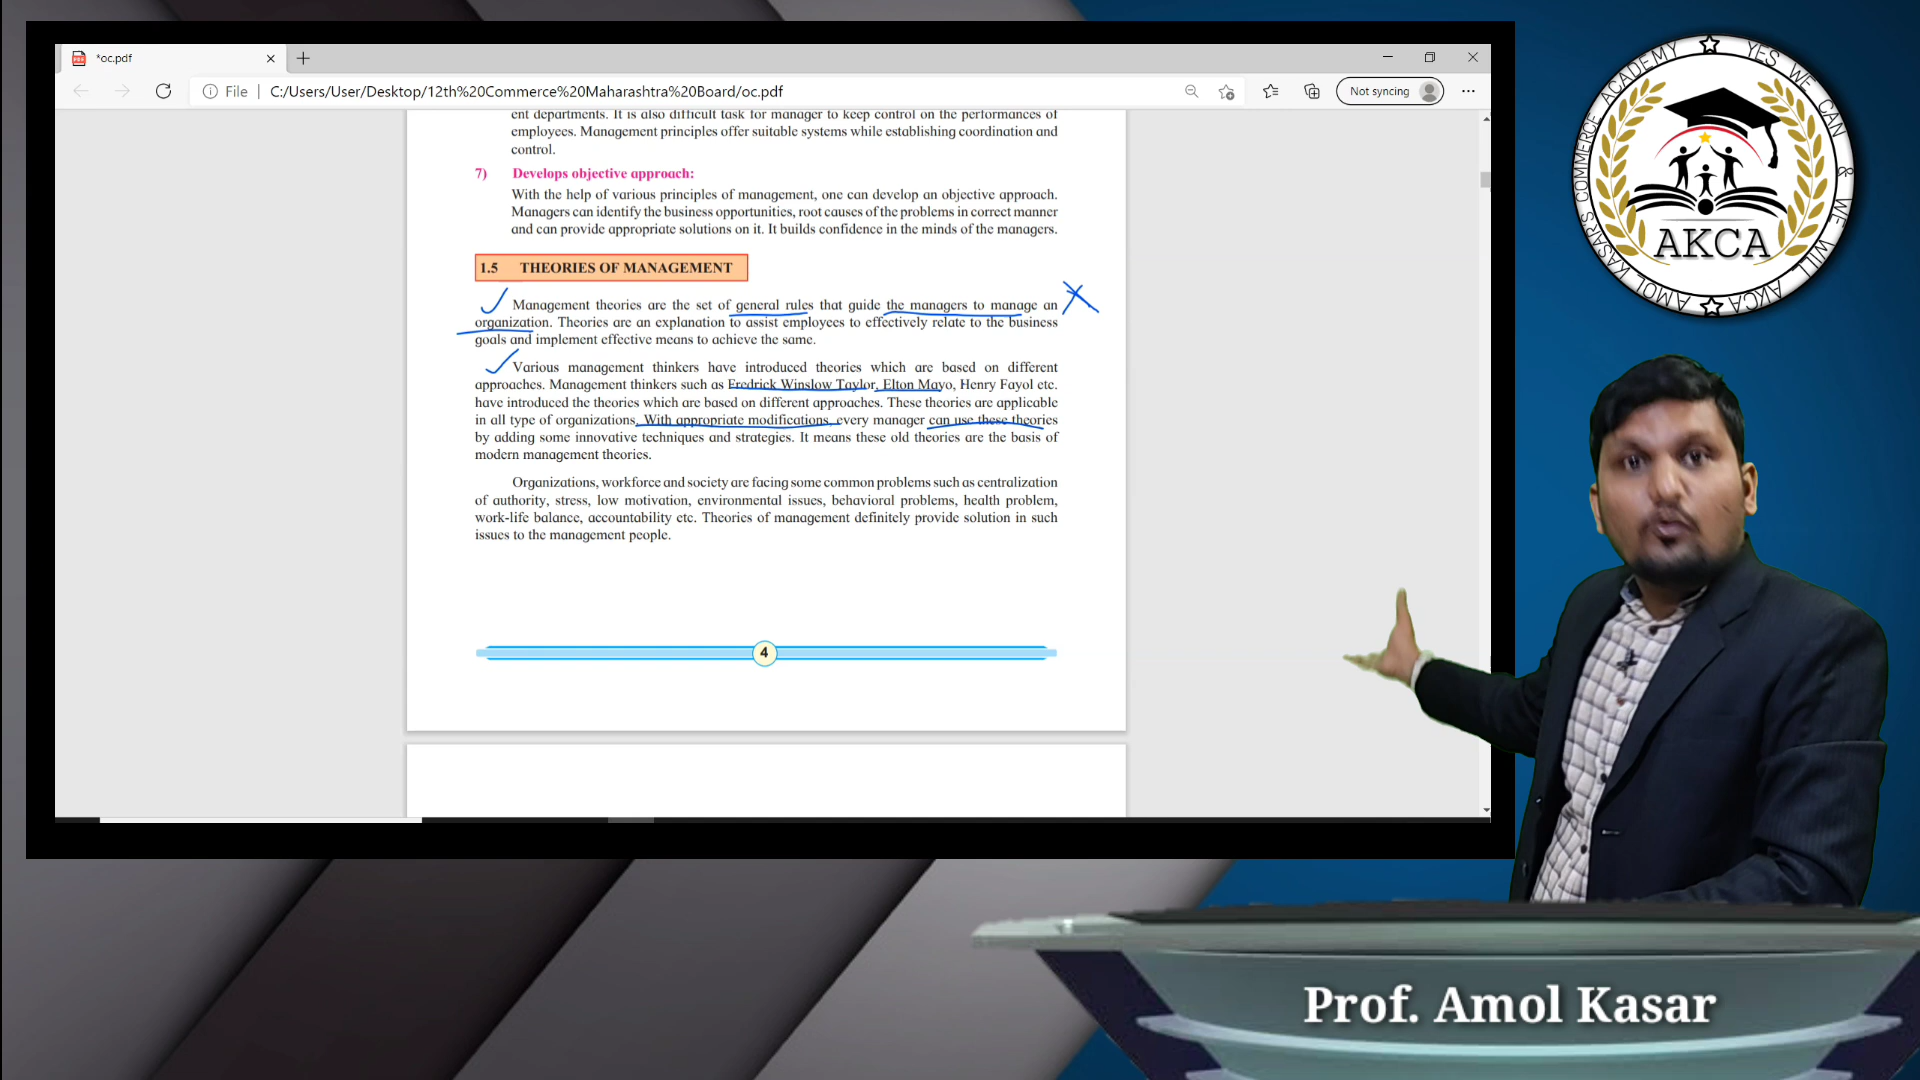 *oc.pdf
File
C:/Users/User/Desktop/12th%20Commerce%20Maharashtra%20Board/oc.pdf
Not syncing
ent departments. It is also difficult task for manager to keep control on the performances of
employees. Management principles offer suitable systems while establishing coordination and
control.
7) Develops objective approach:
With the help of various principles of management, one can develop an objective approach.
Managers can identify the business opportunities, root causes of the problems in correct manner
and can provide appropriate solutions on it. It builds confidence in the minds of the managers.
1.5 THEORIES OF MANAGEMENT
Management theories are the set of general rules that guide the managers to manage an
organization. Theories are an explanation to assist employees to effectively relate to the business
goals and implement effective means to achieve the same.
Various management thinkers have introduced theories which are based on different
approaches. Management thinkers such as Fredrick Winslow Taylor, Elton Mayo, Henry Fayol etc.
have introduced the theories which are based on different approaches. These theories are applicable
in all type of organizations. With appropriate modifications every manager can use these theories
by adding some innovative techniques and strategies. It means these old theories are the basis of
modern management theories.
Organizations, workforce and society are facing some common problems such as centralization
of authority, stress, low motivation, environmental issues, behavioral problems, health problem,
work-life balance, accountability etc. Theories of management definitely provide solution in such
issues to the management people.
4
AMOL KASAR'S COMMERCE ACADEMY
YES WE CAN & WE WILL
AKCA
AKCA
Prof. Amol Kasar